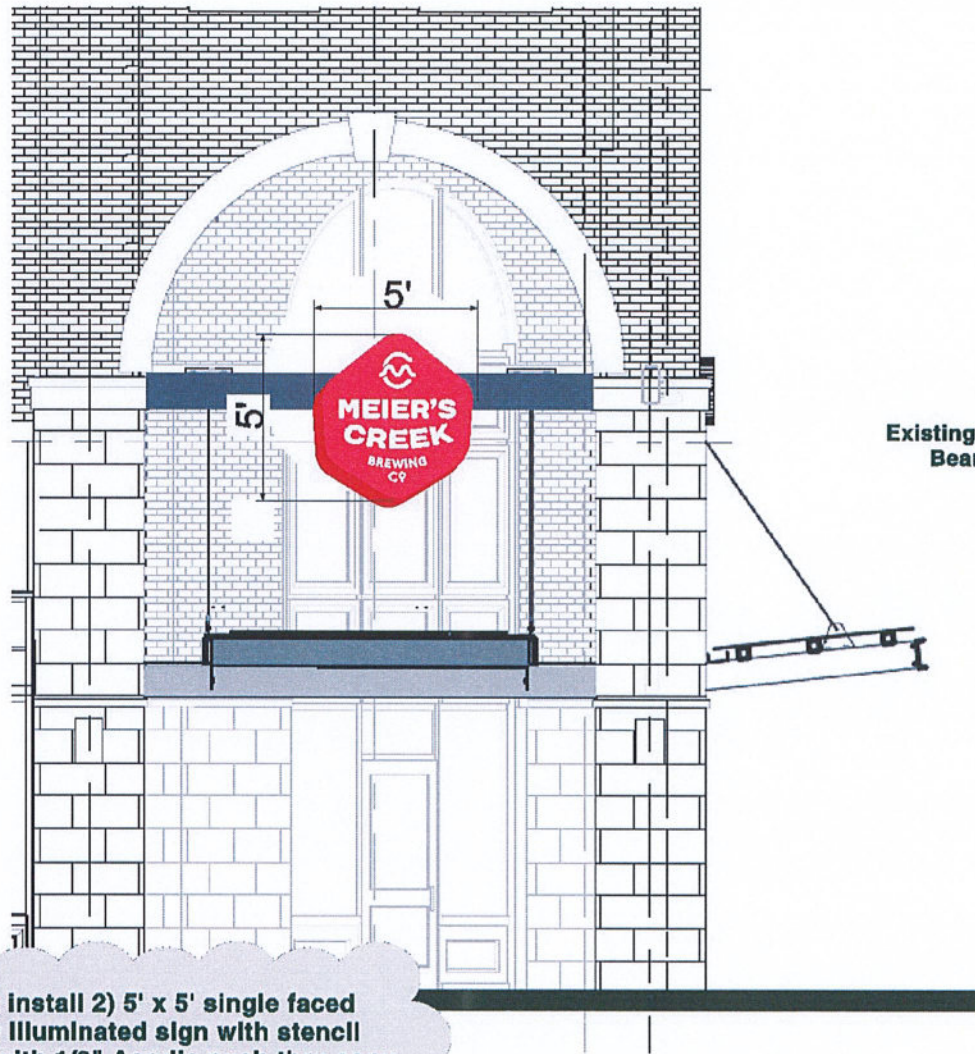 5'
5'
MEIER'S
CREEK
BREWING
CO
Existing
install 2) 5' x 5' single faced
illuminated sign with stencil